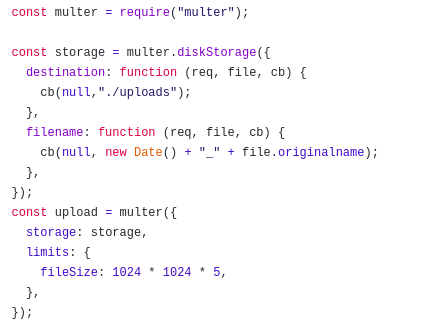 const multer = require("multer");

const storage = multer.diskStorage({
  destination: function (req, file, cb) {
    cb(null,"./uploads");
  },
  filename: function (req, file, cb) {
    cb(null, new Date() + "_" + file.originalname);
  },
});
const upload = multer({
  storage: storage,
  limits: {
    fileSize: 1024 * 1024 * 5,
  },
});